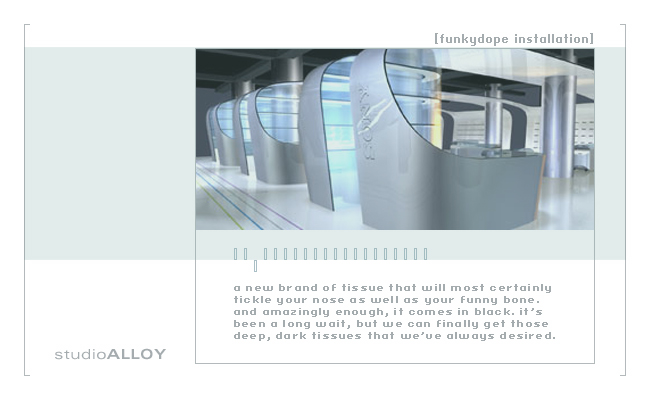 [funkydope installation]
a new brand of tissue that will most certainly
tickle your nose as well as your funny bone.
and amazingly enough, it comes in black. it's
been a long wait, but we can finally get those
deep, dark tissues that we've always desired.
studioALLOY